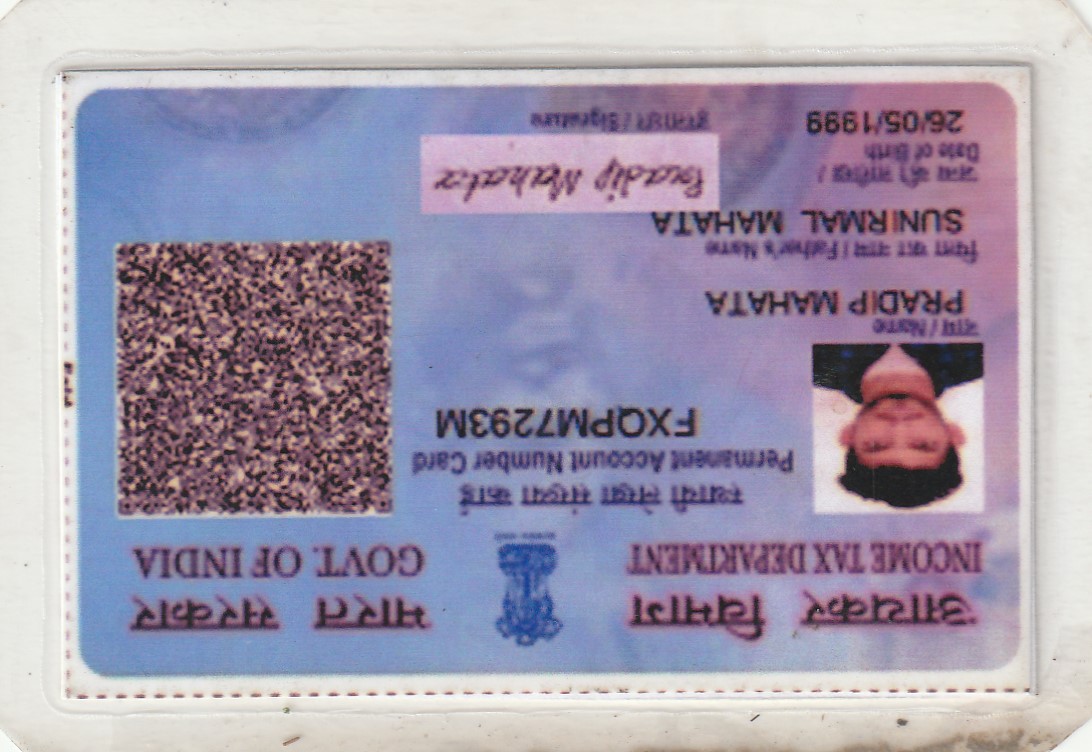 आयकर विभाग
INCOME TAX DEPARTMENT
भारत सरकार
GOVT. OF INDIA
स्थायी लेखा संख्या कार्ड
Permanent Account Number Card
FXQPM7293M
नाम / Name
PRADIP MAHATA
पिता का नाम / Father's Name
SUNIRMAL MAHATA
जन्म की तारीख /
Date of Birth
26/05/1999
Pradip Mahata
हस्ताक्षर / Signature